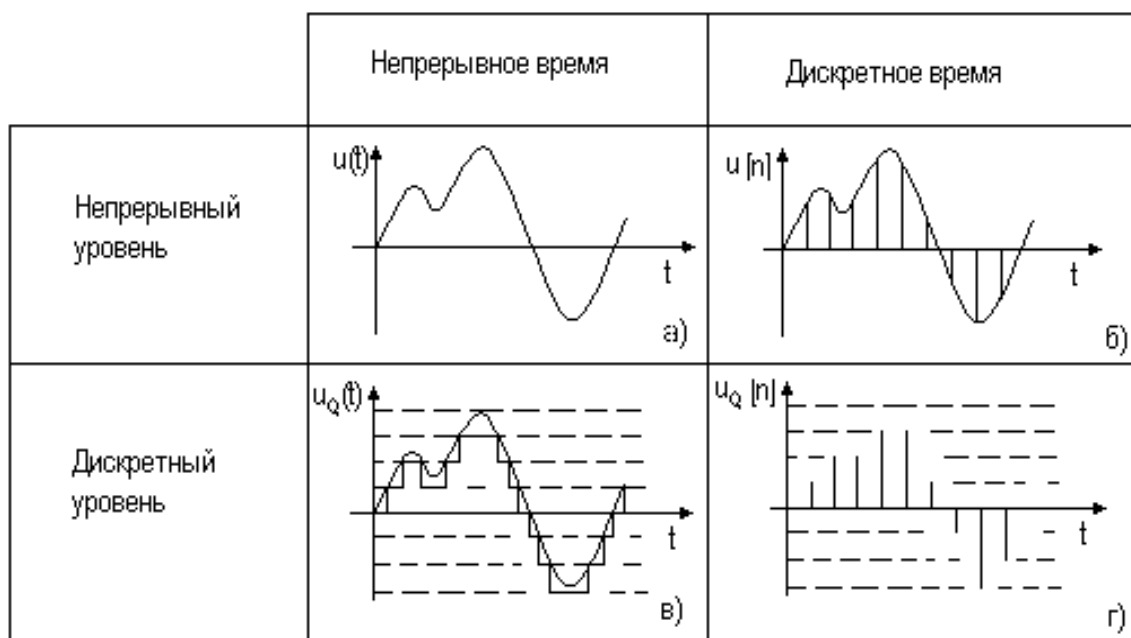 Непрерывное время
Дискретное время
Непрерывный
уровень
u(t)
t
а)
u [n]
t
б)
Дискретный
уровень
uQ(t)
t
в)
uQ [n]
t
г)